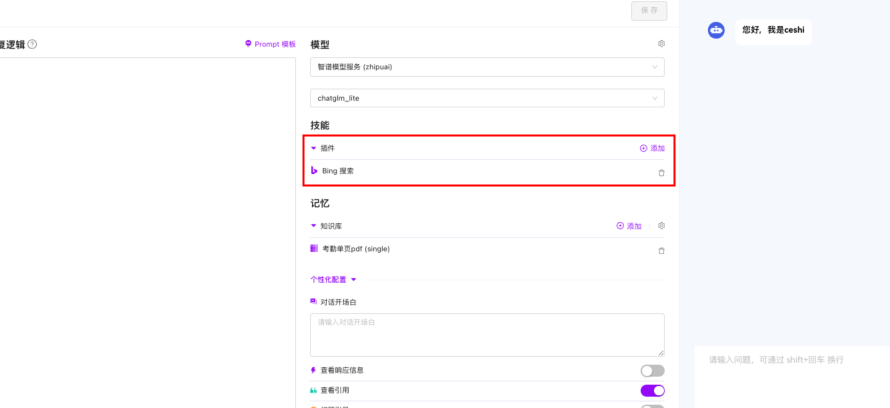 保 存
复逻辑
Prompt 模板
模型
智谱模型服务 (zhipuai)
chatglm_lite
技能
插件
添加
Bing 搜索
记忆
知识库
添加
考勤单页pdf (single)
个性化配置
对话开场白
请输入对话开场白
查看响应信息
查看引用
您好，我是ceshi
请输入问题，可通过 shift+回车 换行